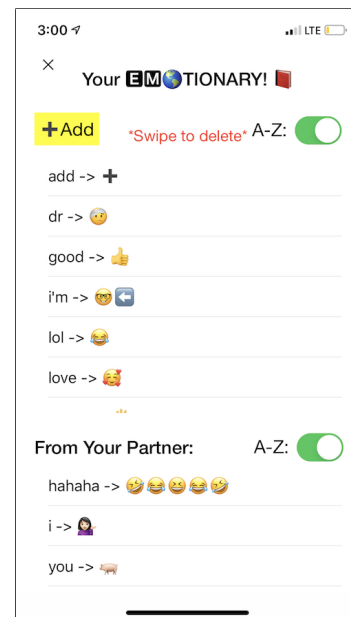 3:00 LTE
×
Your 🅴🅼🌎TIONARY! 📕
➕Add *Swipe to delete* A-Z:
add -> ➕
dr -> 🤕
good -> 👍
i'm -> 🤓⬅️
lol -> 😂
love -> 🥰
From Your Partner: A-Z:
hahaha -> 🤣😂😆😂🤣
i -> 💁🏻‍♀️
you -> 🐖